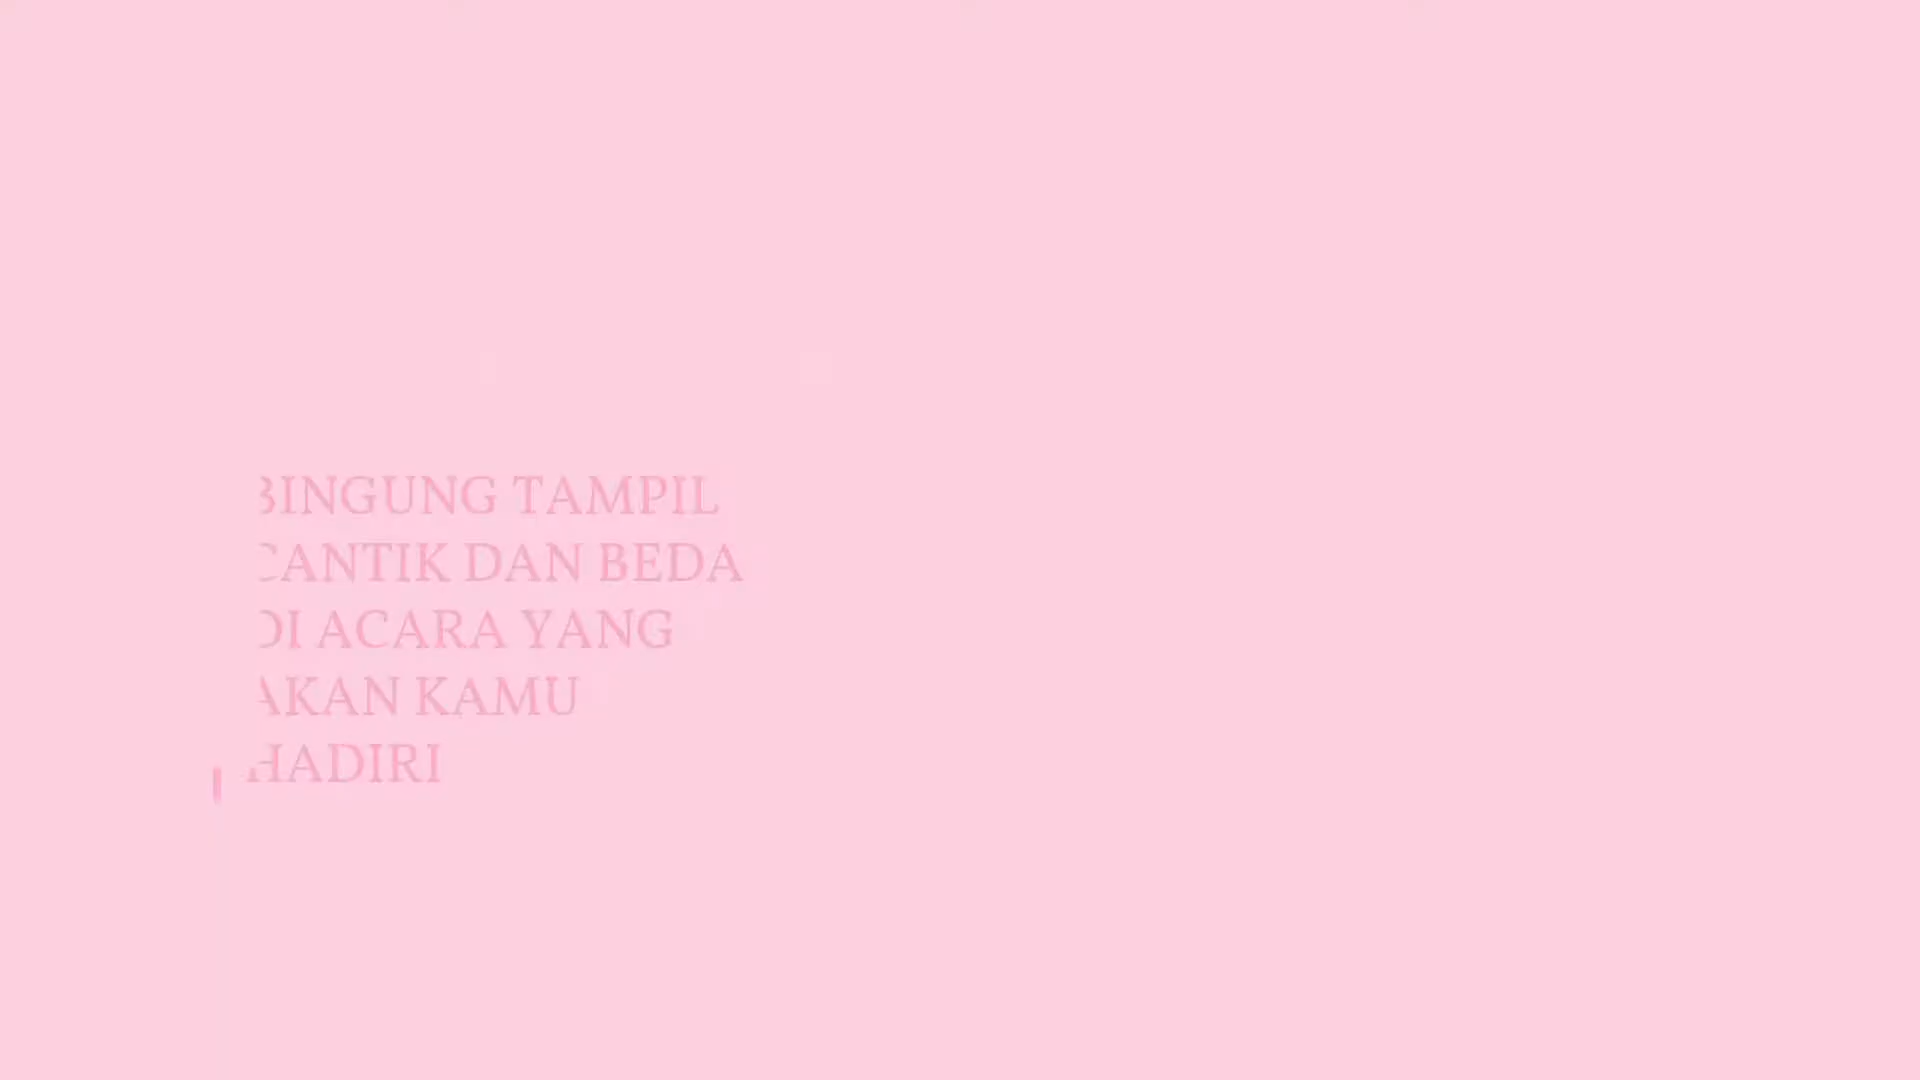 BINGUNG TAMPIL
CANTIK DAN BEDA
DI ACARA YANG
AKAN KAMU
HADIRI